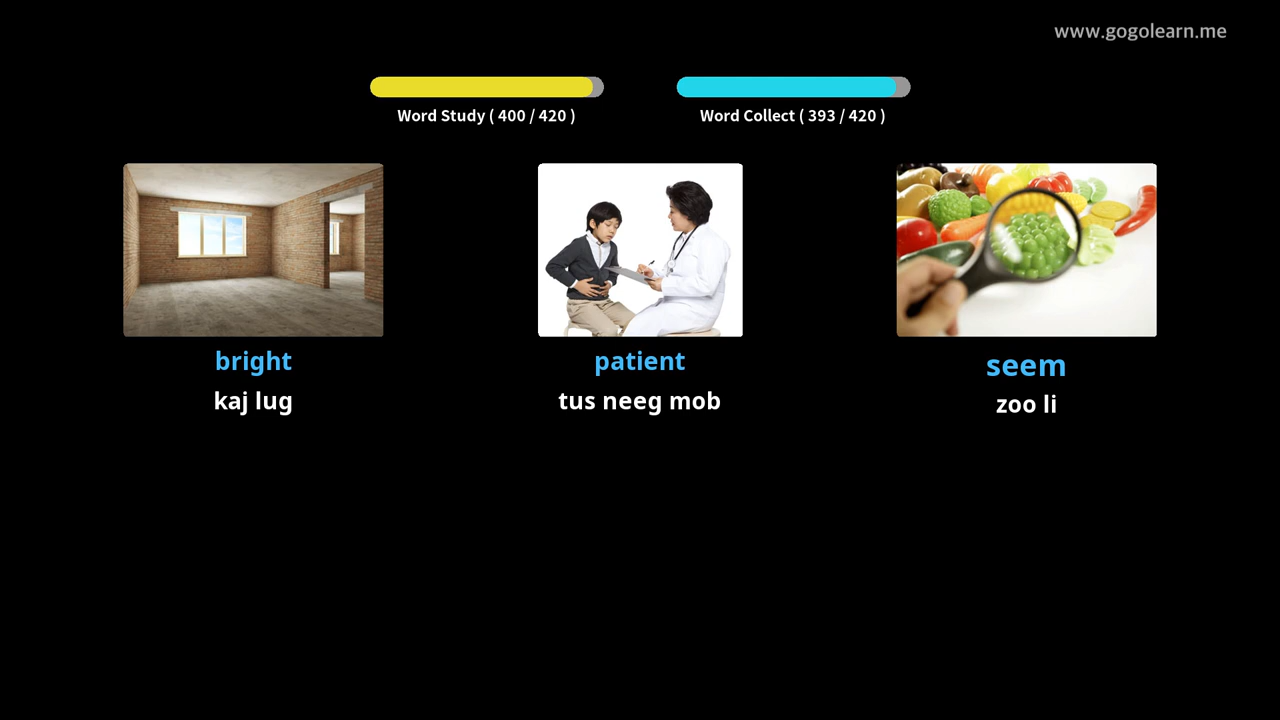 www.gogolearn.me
Word Study ( 400 / 420 )
Word Collect ( 393 / 420 )
bright
kaj lug
patient
tus neeg mob
seem
zoo li